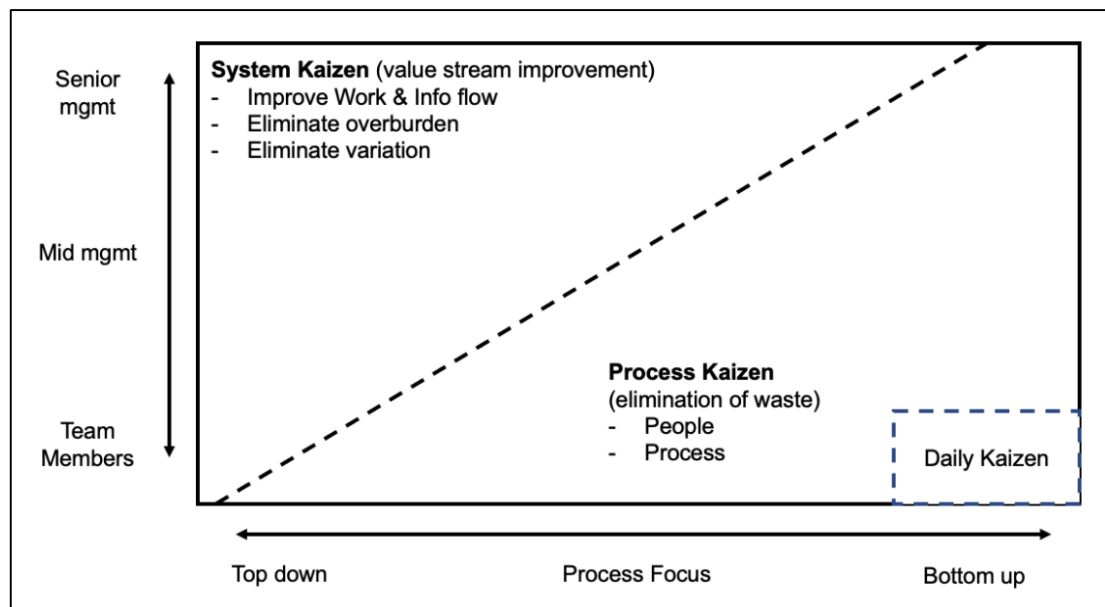 Senior
mgmt
Mid mgmt
Team
Members
System Kaizen (value stream improvement)
- Improve Work & Info flow
- Eliminate overburden
- Eliminate variation
Process Kaizen
(elimination of waste)
- People
- Process
Daily Kaizen
Top down
Process Focus
Bottom up